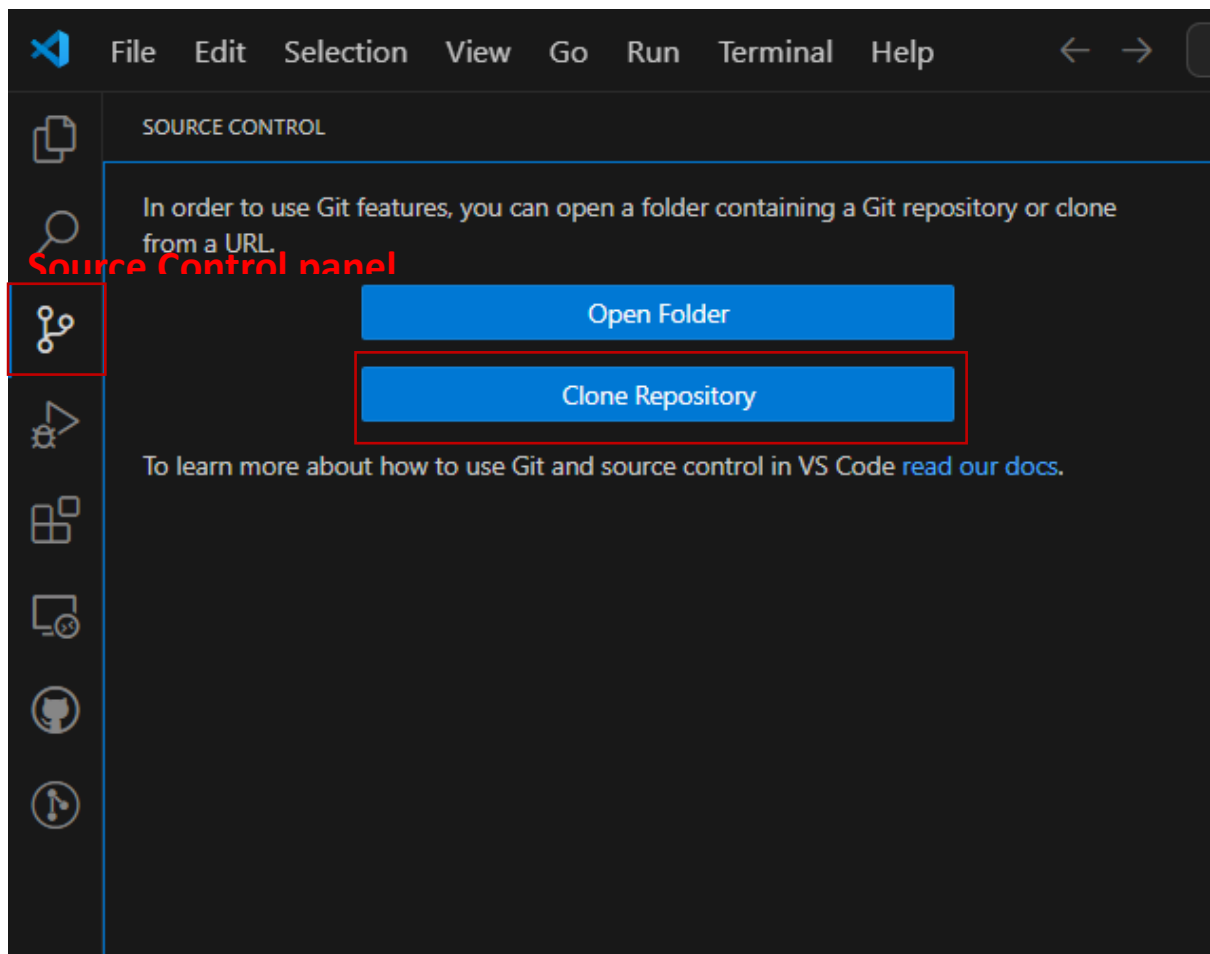 File Edit Selection View Go Run Terminal Help
SOURCE CONTROL
In order to use Git features, you can open a folder containing a Git repository or clone
from a URL.
Source Control panel
Open Folder
Clone Repository
To learn more about how to use Git and source control in VS Code read our docs.